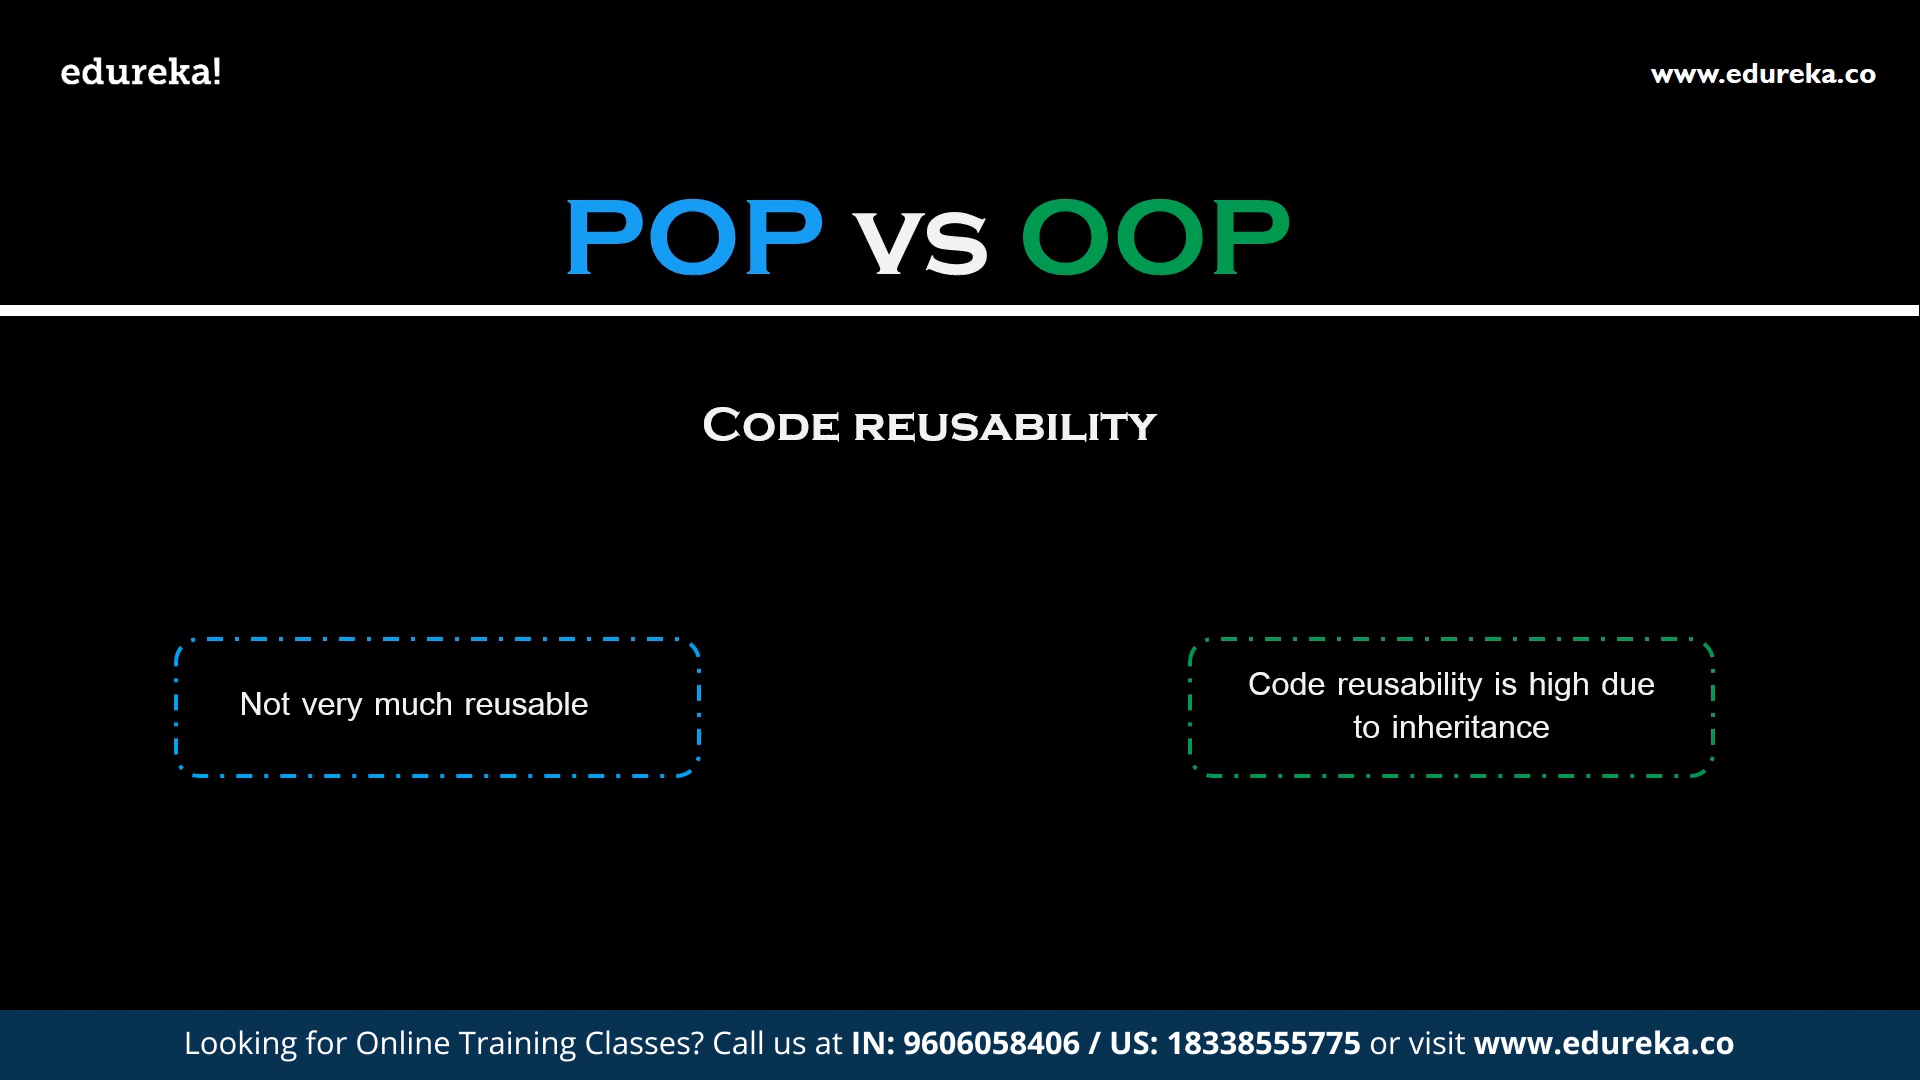 edureka!
www.edureka.co
POP vs OOP
Code reusability
Not very much reusable
Code reusability is high due
to inheritance
Looking for Online Training Classes? Call us at IN: 9606058406 / US: 18338555775 or visit www.edureka.co